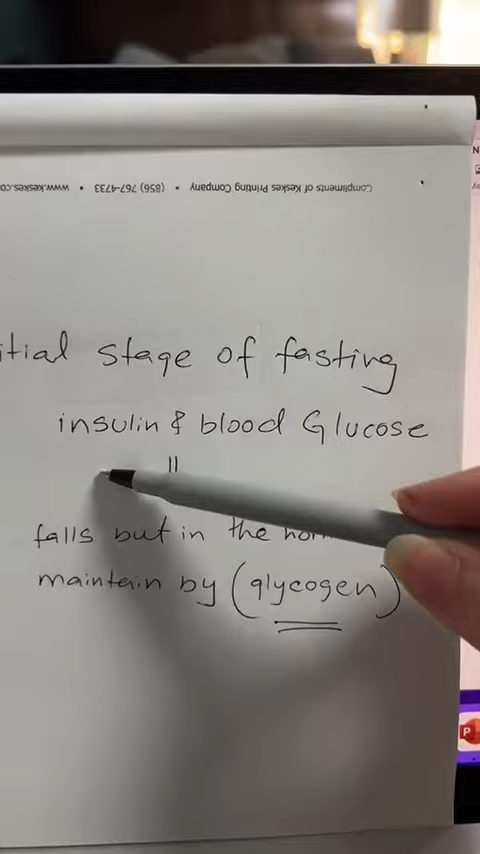 Compliments of Keskes Printing Company • (856) 767-4733 • www.keskes.co
itial stage of fasting
insulin & blood Glucose
falls but in the
maintain by (glycogen)
N
P